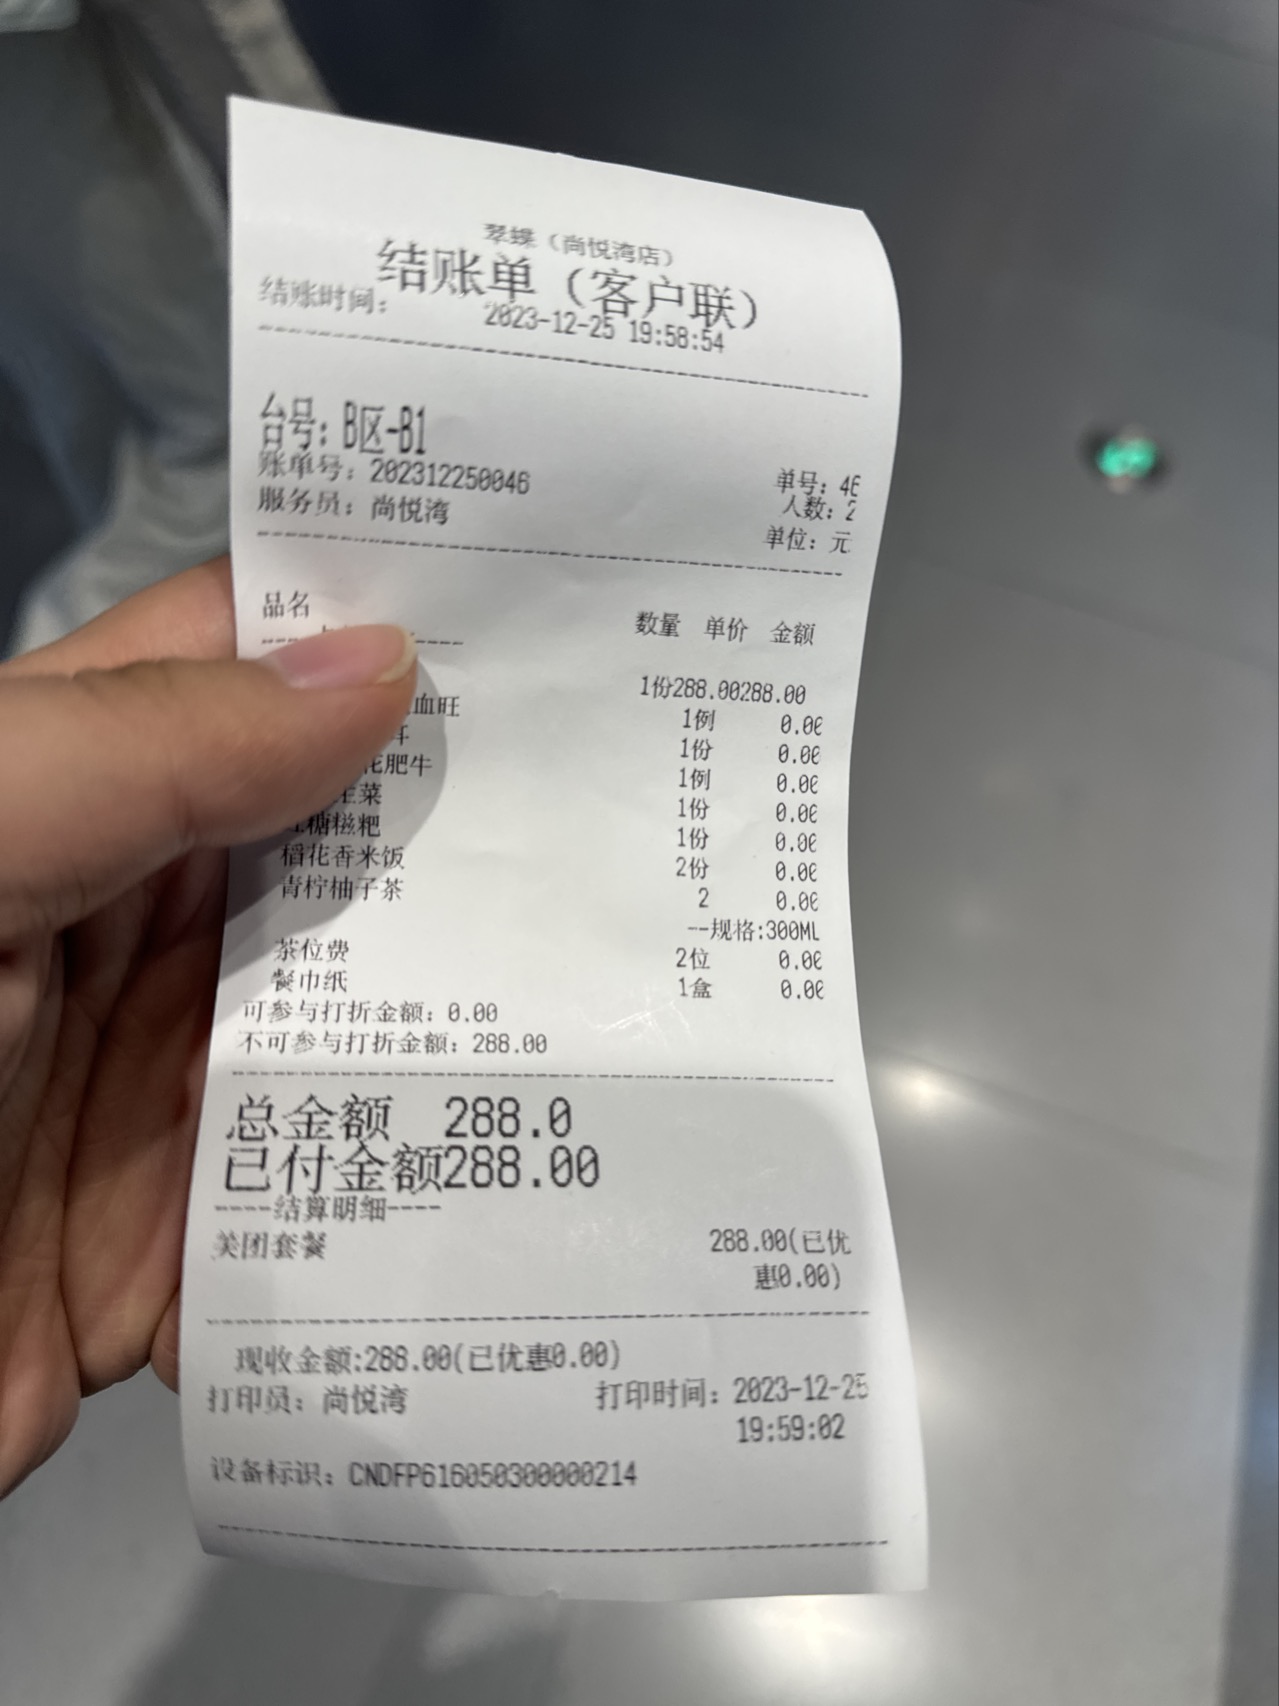 翠蝶（尚悦湾店）
结账单（客户联）
结账时间： 2023-12-25 19:58:54
台号：B区-B1
账单号：202312250046 单号：46
服务员：尚悦湾 人数：2
单位：元
品名 数量 单价 金额
1份288.00288.00
血旺 1例 0.00
1份 0.00
花肥牛 1例 0.00
生菜 1份 0.00
红糖糍粑 1份 0.00
稻花香米饭 2份 0.00
青柠柚子茶 2 0.00
--规格:300ML
茶位费 2位 0.00
餐巾纸 1盒 0.00
可参与打折金额：0.00
不可参与打折金额：288.00
总金额 288.0
已付金额288.00
----结算明细----
美团套餐 288.00(已优
惠0.00)
现收金额:288.00(已优惠0.00)
打印员：尚悦湾 打印时间：2023-12-25
19:59:02
设备标识：CNDFP616050300000214